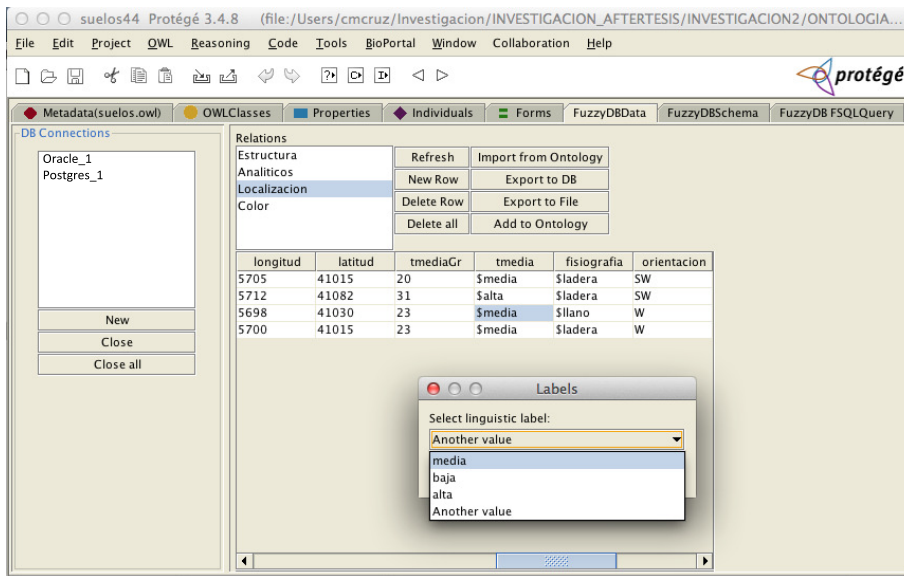 suelos44 Protégé 3.4.8 (file:/Users/cmcruz/Investigacion/INVESTIGACION_AFTERTESIS/INVESTIGACION2/ONTOLOGIA...
File Edit Project OWL Reasoning Code Tools BioPortal Window Collaboration Help
protégé
Metadata(suelos.owl) OWLClasses Properties Individuals Forms FuzzyDBData FuzzyDBSchema FuzzyDB FSQLQuery
DB Connections
Oracle_1
Postgres_1
New
Close
Close all
Relations
Estructura
Analiticos
Localizacion
Color
Refresh Import from Ontology
New Row Export to DB
Delete Row Export to File
Delete all Add to Ontology
longitud latitud tmediaGr tmedia fisiografia orientacion
5705 41015 20 $media $ladera SW
5712 41082 31 $alta $ladera SW
5698 41030 23 $media $llano W
5700 41015 23 $media $ladera W
Labels
Select linguistic label:
Another value
media
baja
alta
Another value